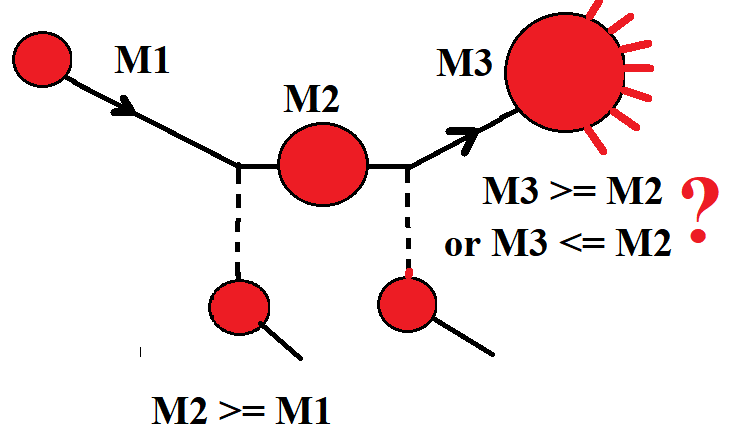 M1
M2
M3
M3 >= M2
or M3 <= M2 ?
M2 >= M1